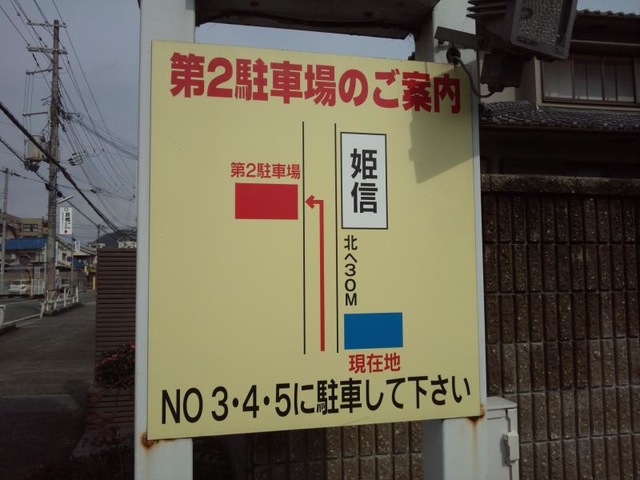 第2駐車場のご案内
第2駐車場
姫信
北へ30M
現在地
NO 3・4・5に駐車して下さい